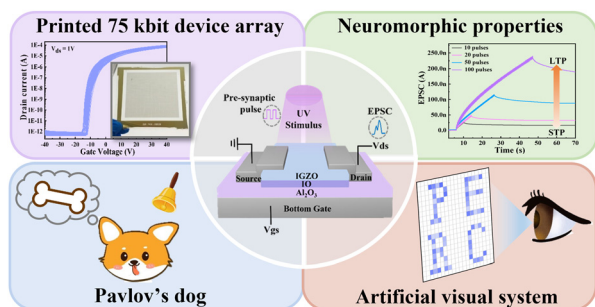 Printed 75 kbit device array
Neuromorphic properties
Drain current (A)
1E-4
1E-5
1E-6
1E-7
1E-8
1E-9
1E-10
1E-11
1E-12
Vds = 1V
-40 -30 -20 -10 0 10 20 30 40
Gate Voltage (V)
EPSC (A)
250.0n
200.0n
150.0n
100.0n
50.0n
0.0
10 pulses
20 pulses
50 pulses
100 pulses
LTP
STP
0 10 20 30 40 50 60 70
Time (s)
Pre-synaptic
pulse
UV
Stimulus
EPSC
Vds
Source
IGZO
Drain
IO
Al2O3
Bottom Gate
Vgs
P E
R C
Pavlov's dog
Artificial visual system